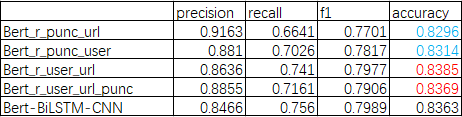 precision recall f1 accuracy
Bert_r_punc_url 0.9163 0.6641 0.7701 0.8296
Bert_r_punc_user 0.881 0.7026 0.7817 0.8314
Bert_r_user_url 0.8636 0.741 0.7977 0.8385
Bert_r_user_url_punc 0.8855 0.7161 0.7906 0.8369
Bert-BiLSTM-CNN 0.8466 0.756 0.7989 0.8363